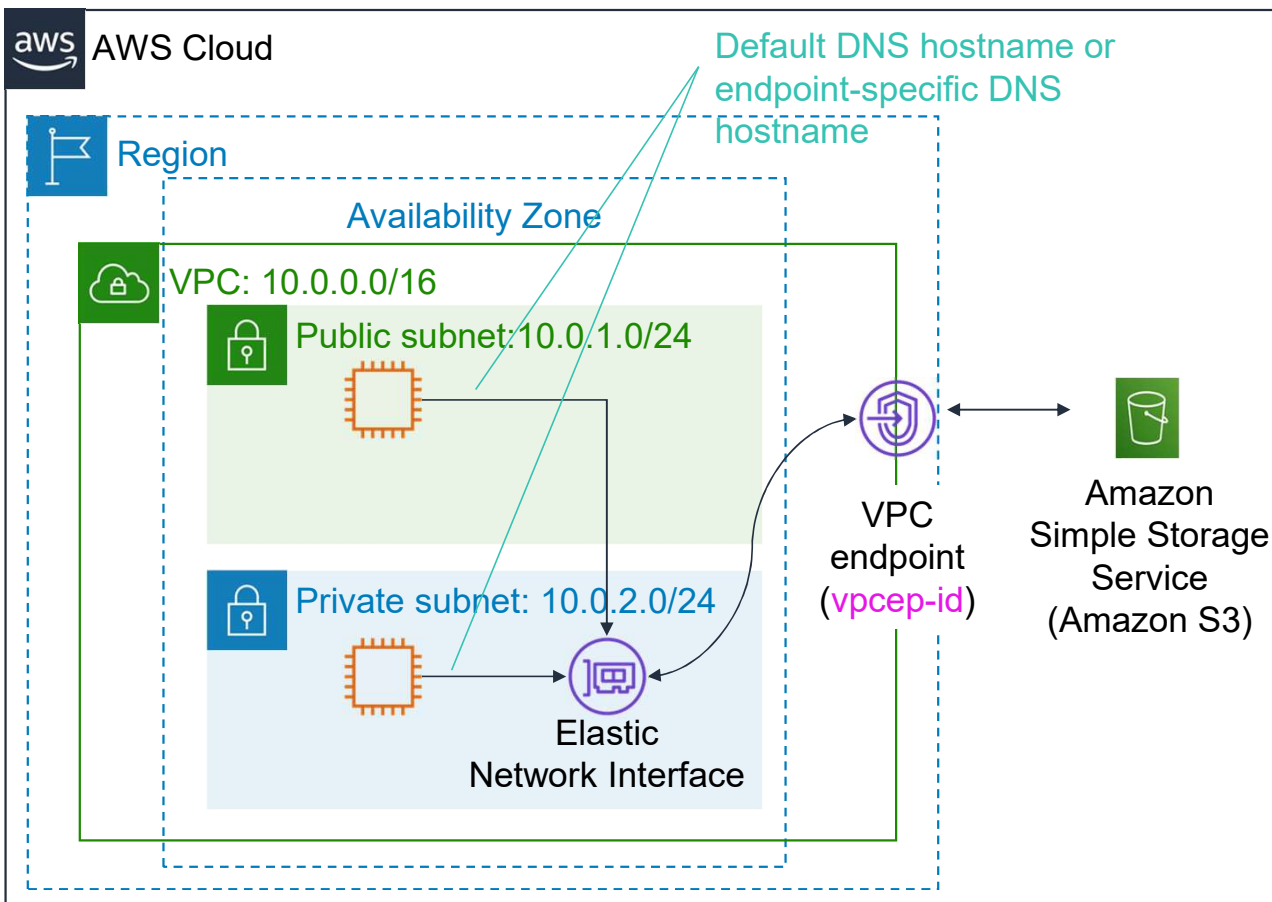 aws
AWS Cloud
Default DNS hostname or
endpoint-specific DNS
hostname
Region
Availability Zone
VPC: 10.0.0.0/16
Public subnet:10.0.1.0/24
Private subnet: 10.0.2.0/24
Elastic
Network Interface
VPC
endpoint
(vpcep-id)
Amazon
Simple Storage
Service
(Amazon S3)